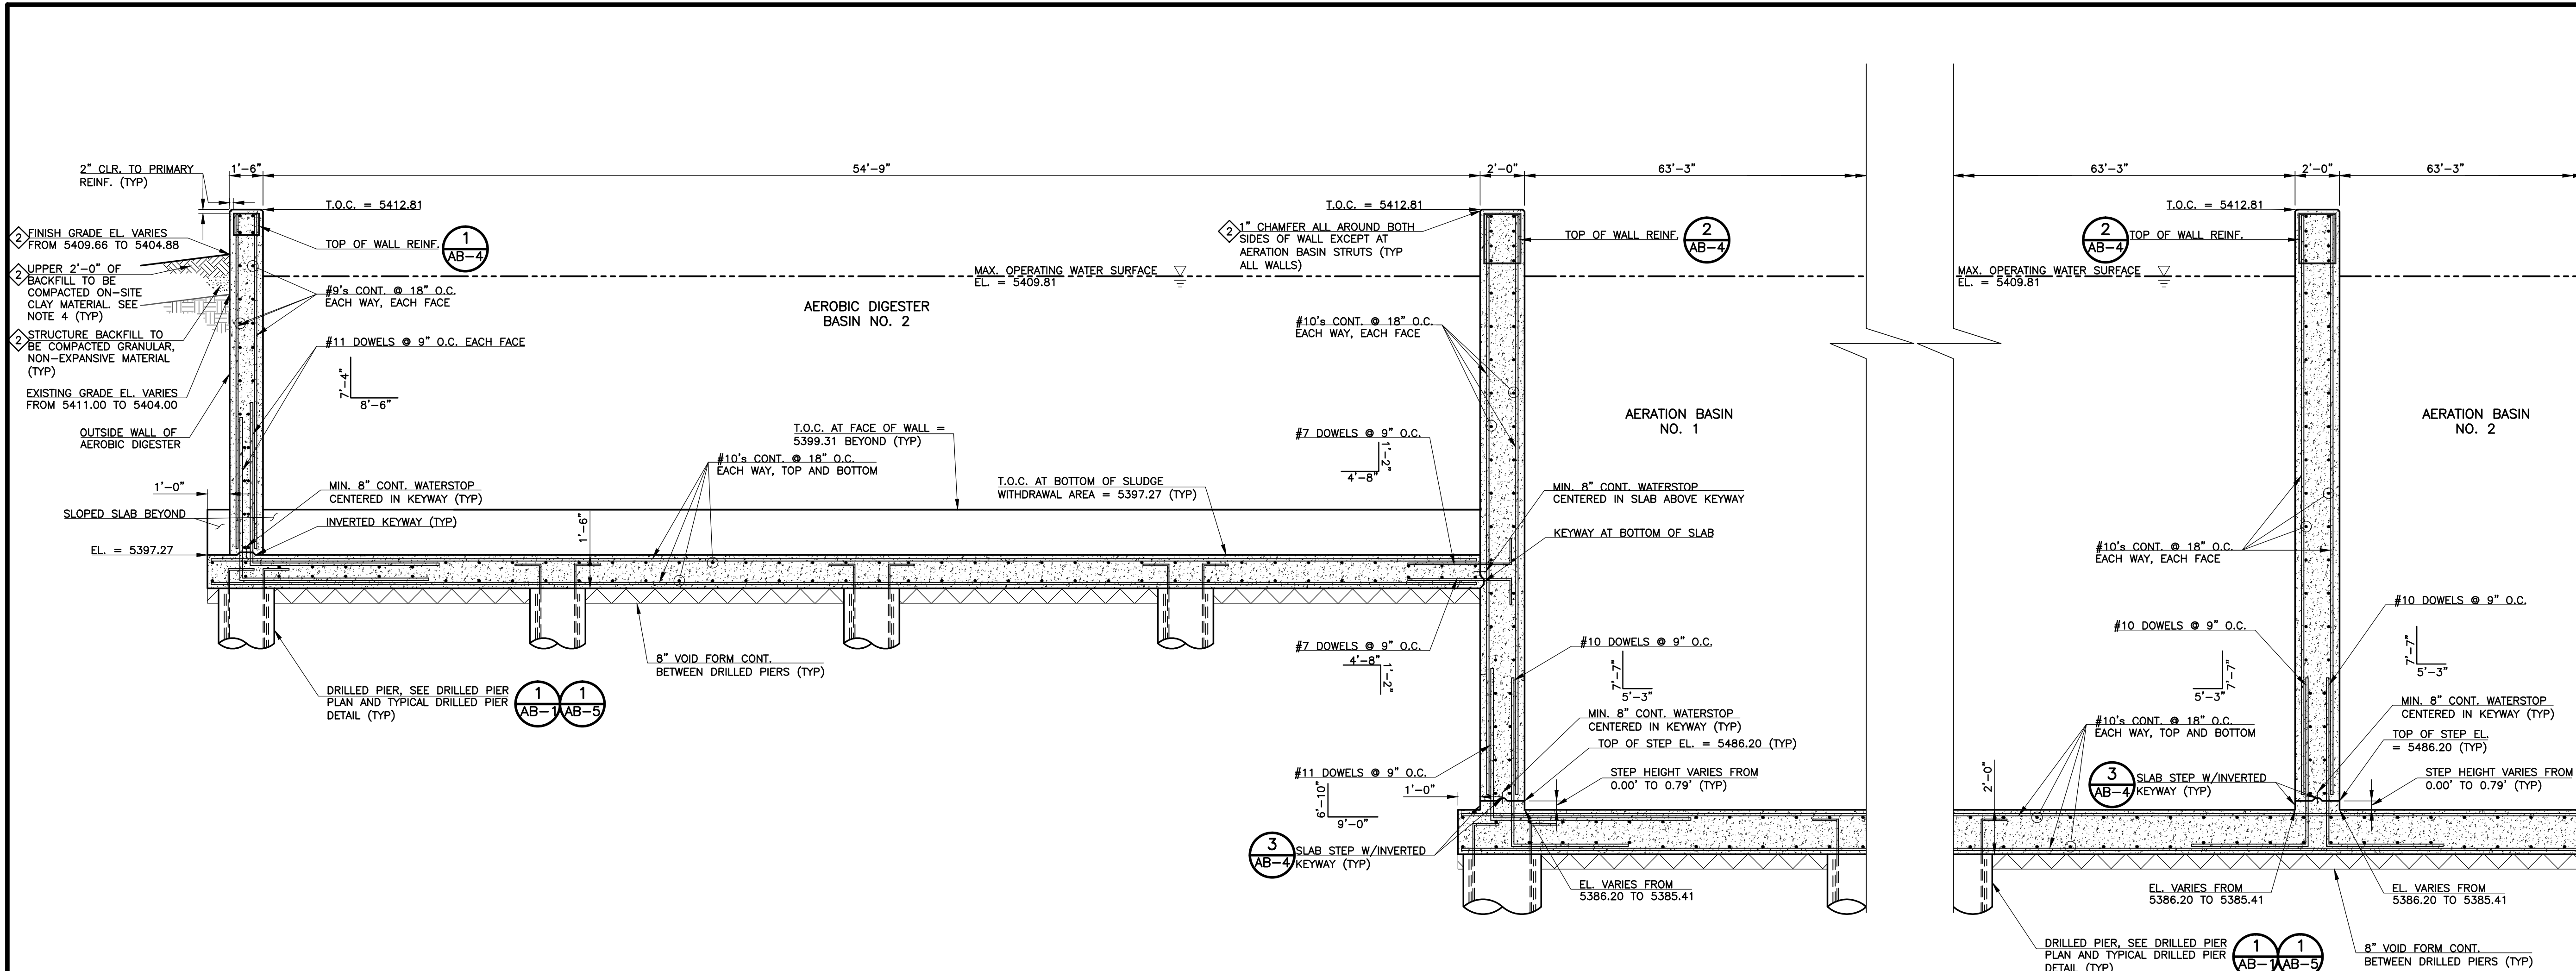 2" CLR. TO PRIMARY
REINF. (TYP)
1'-6"
54'-9"
2'-0"
63'-3"
63'-3"
2'-0"
63'-3"
T.O.C. = 5412.81
T.O.C. = 5412.81
T.O.C. = 5412.81
2
FINISH GRADE EL. VARIES
FROM 5409.66 TO 5404.88
TOP OF WALL REINF.
1
AB-4
2
1" CHAMFER ALL AROUND BOTH
SIDES OF WALL EXCEPT AT
AERATION BASIN STRUTS (TYP
ALL WALLS)
TOP OF WALL REINF.
2
AB-4
2
AB-4
TOP OF WALL REINF.
2
UPPER 2'-0" OF
BACKFILL TO BE
COMPACTED ON-SITE
CLAY MATERIAL. SEE
NOTE 4 (TYP)
MAX. OPERATING WATER SURFACE
EL. = 5409.81
MAX. OPERATING WATER SURFACE
EL. = 5409.81
#9's CONT. @ 18" O.C.
EACH WAY, EACH FACE
AEROBIC DIGESTER
BASIN NO. 2
#10's CONT. @ 18" O.C.
EACH WAY, EACH FACE
2
STRUCTURE BACKFILL TO
BE COMPACTED GRANULAR,
NON-EXPANSIVE MATERIAL
(TYP)
#11 DOWELS @ 9" O.C. EACH FACE
7'-4"
8'-6"
EXISTING GRADE EL. VARIES
FROM 5411.00 TO 5404.00
OUTSIDE WALL OF
AEROBIC DIGESTER
T.O.C. AT FACE OF WALL =
5399.31 BEYOND (TYP)
#7 DOWELS @ 9" O.C.
1'-2"
4'-8"
AERATION BASIN
NO. 1
AERATION BASIN
NO. 2
#10's CONT. @ 18" O.C.
EACH WAY, TOP AND BOTTOM
1'-0"
MIN. 8" CONT. WATERSTOP
CENTERED IN KEYWAY (TYP)
T.O.C. AT BOTTOM OF SLUDGE
WITHDRAWAL AREA = 5397.27 (TYP)
MIN. 8" CONT. WATERSTOP
CENTERED IN SLAB ABOVE KEYWAY
SLOPED SLAB BEYOND
INVERTED KEYWAY (TYP)
1'-6"
KEYWAY AT BOTTOM OF SLAB
EL. = 5397.27
#10's CONT. @ 18" O.C.
EACH WAY, EACH FACE
#10 DOWELS @ 9" O.C.
#10 DOWELS @ 9" O.C.
7'-7"
5'-3"
7'-7"
5'-3"
#7 DOWELS @ 9" O.C.
4'-8"
1'-2"
#10 DOWELS @ 9" O.C.
7'-7"
5'-3"
8" VOID FORM CONT.
BETWEEN DRILLED PIERS (TYP)
DRILLED PIER, SEE DRILLED PIER
PLAN AND TYPICAL DRILLED PIER
DETAIL (TYP)
1
AB-1
1
AB-5
MIN. 8" CONT. WATERSTOP
CENTERED IN KEYWAY (TYP)
TOP OF STEP EL. = 5486.20 (TYP)
#10's CONT. @ 18" O.C.
EACH WAY, TOP AND BOTTOM
MIN. 8" CONT. WATERSTOP
CENTERED IN KEYWAY (TYP)
TOP OF STEP EL.
= 5486.20 (TYP)
#11 DOWELS @ 9" O.C.
6'-10"
9'-0"
1'-0"
STEP HEIGHT VARIES FROM
0.00' TO 0.79' (TYP)
2'-0"
3
AB-4
SLAB STEP W/INVERTED
KEYWAY (TYP)
STEP HEIGHT VARIES FROM
0.00' TO 0.79' (TYP)
3
AB-4
SLAB STEP W/INVERTED
KEYWAY (TYP)
EL. VARIES FROM
5386.20 TO 5385.41
EL. VARIES FROM
5386.20 TO 5385.41
EL. VARIES FROM
5386.20 TO 5385.41
DRILLED PIER, SEE DRILLED PIER
PLAN AND TYPICAL DRILLED PIER
DETAIL (TYP)
1
AB-1
1
AB-5
8" VOID FORM CONT.
BETWEEN DRILLED PIERS (TYP)